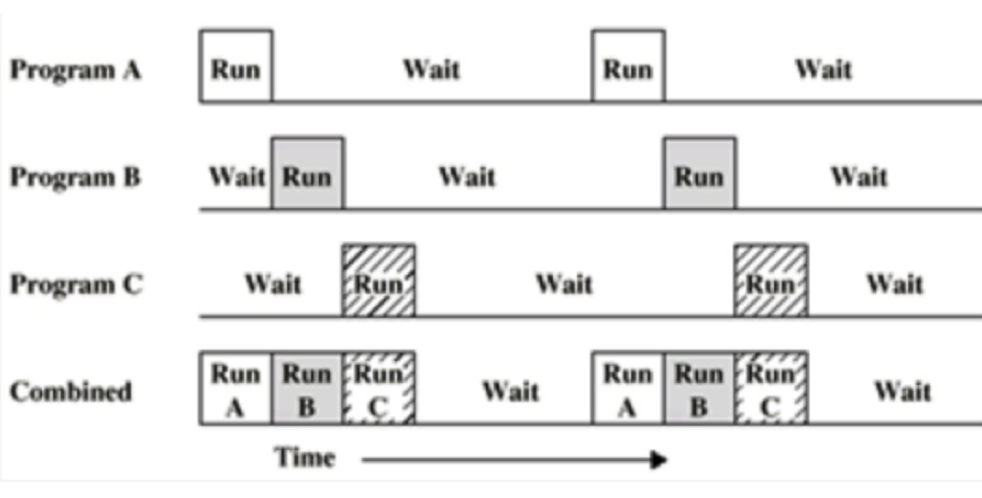 Program A Run Wait Run Wait
Program B Wait Run Wait Run Wait
Program C Wait Run Wait Run Wait
Combined Run A Run B Run C Wait Run A Run B Run C Wait
Time